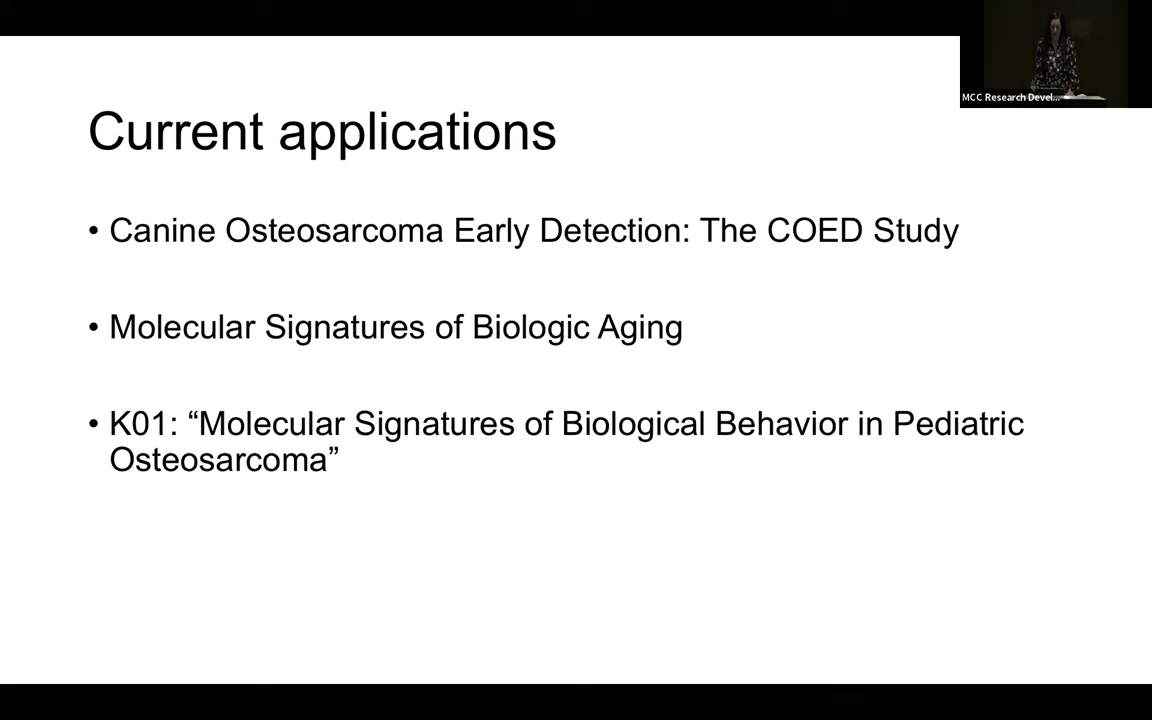 MCC Research Devel...
Current applications
• Canine Osteosarcoma Early Detection: The COED Study
• Molecular Signatures of Biologic Aging
• K01: “Molecular Signatures of Biological Behavior in Pediatric
Osteosarcoma”